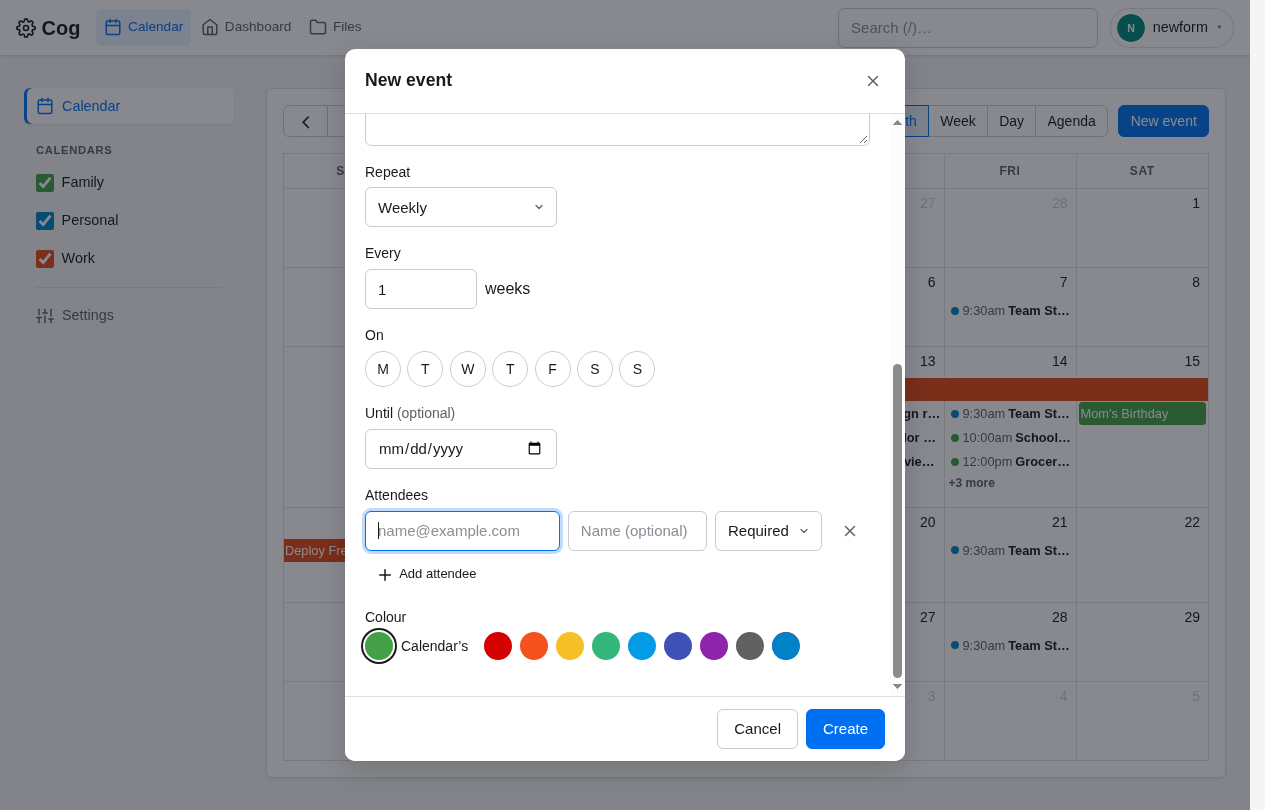 Cog
Calendar
Dashboard
Files
Search (/)…
N
newform
New event
Calendar
CALENDARS
Family
Personal
Work
Settings
Week
Day
Agenda
New event
FRI
SAT
27
28
1
6
7
8
9:30am Team St…
13
14
15
9:30am Team St…
Mom's Birthday
10:00am School…
12:00pm Grocer…
+3 more
20
21
22
9:30am Team St…
27
28
29
9:30am Team St…
3
4
5
Repeat
Weekly
Every
1
weeks
On
M
T
W
T
F
S
S
Until (optional)
mm/dd/yyyy
Attendees
name@example.com
Name (optional)
Required
Add attendee
Colour
Calendar's
Cancel
Create